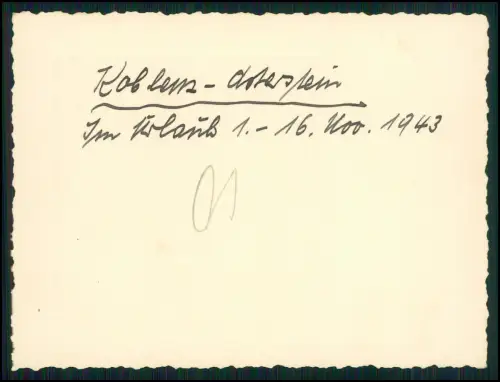 Koblenz - Asterstein
Im Urlaub 1. - 16. Nov. 1943